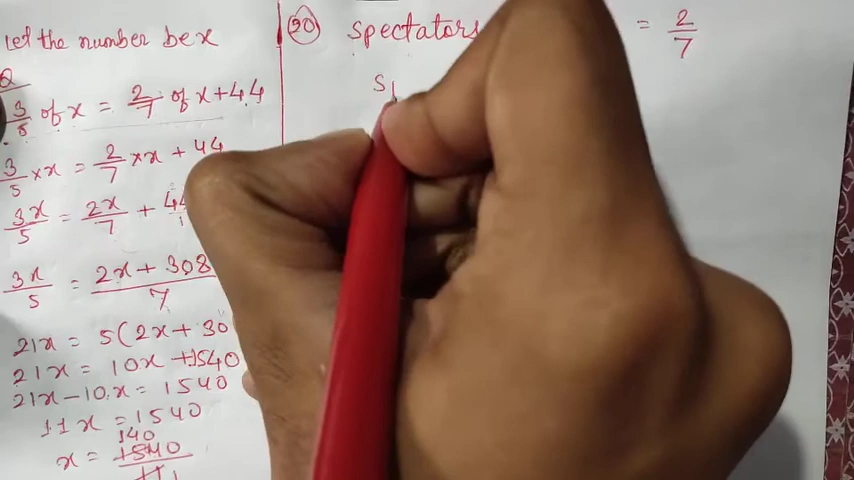 Let the number be x
3/5 of x = 2/7 of x + 44
3/5 × x = 2/7 × x + 44
3x/5 = 2x/7 + 44
3x/5 = 2x + 308/7
21x = 5(2x + 30
21x = 10x + 1540
21x - 10x = 1540
11x = 1540
140
x = 1540/11
20 Spectators = 2/7